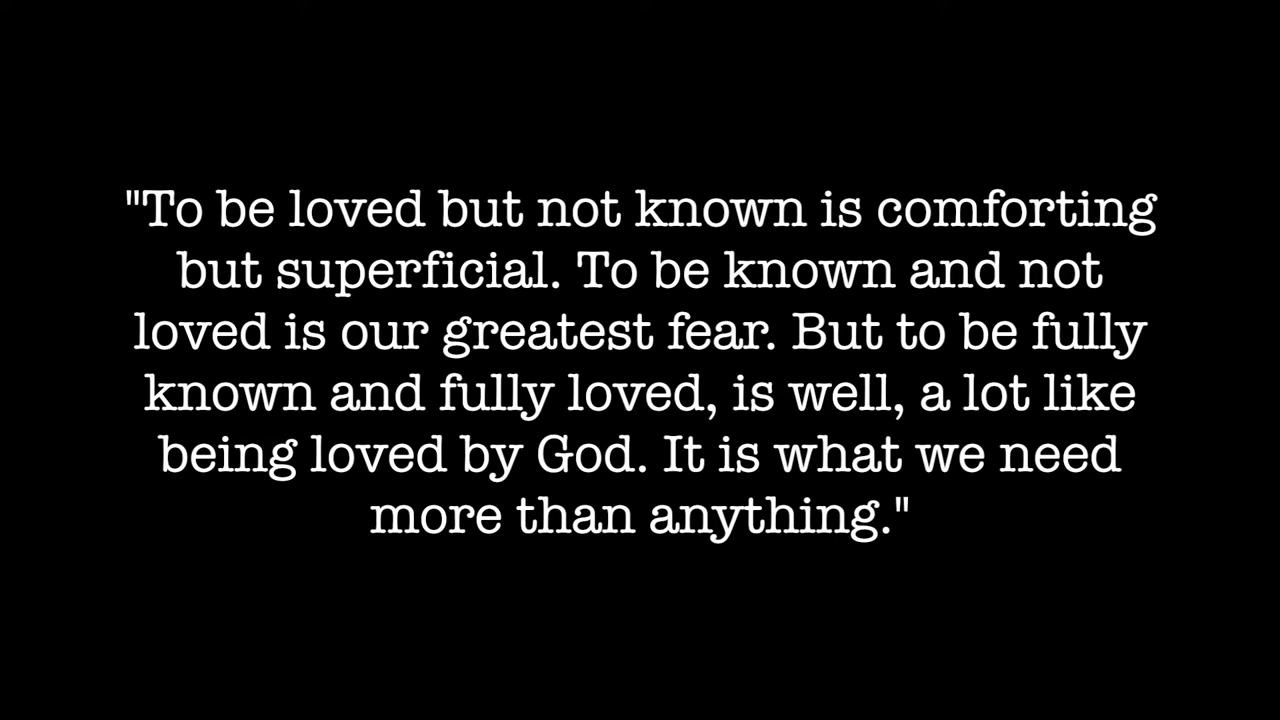 "To be loved but not known is comforting
but superficial. To be known and not
loved is our greatest fear. But to be fully
known and fully loved, is well, a lot like
being loved by God. It is what we need
more than anything."